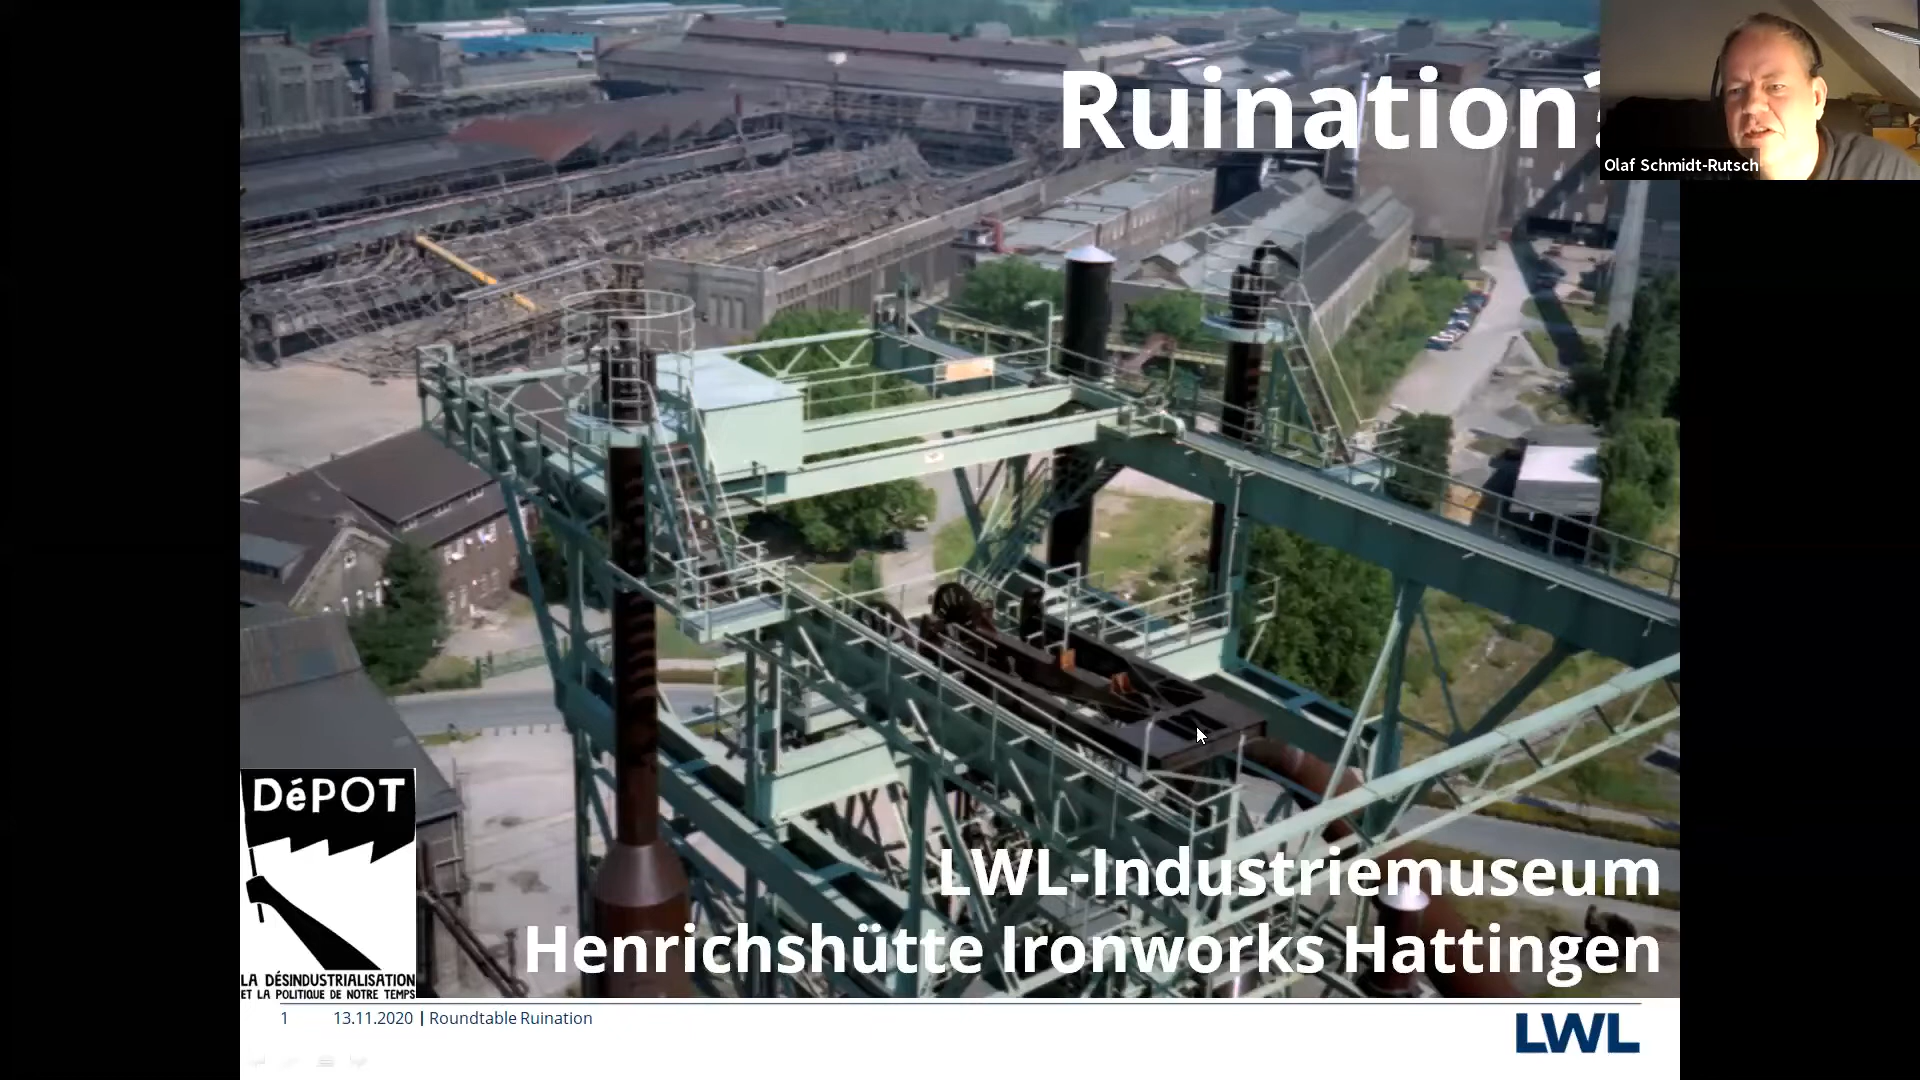 Ruination?
Olaf Schmidt-Rutsch
DéPOT
LA DÉSINDUSTRIALISATION
ET LA POLITIQUE DE NOTRE TEMPS
LWL-Industriemuseum
Henrichshütte Ironworks Hattingen
1 13.11.2020 | Roundtable Ruination
LWL